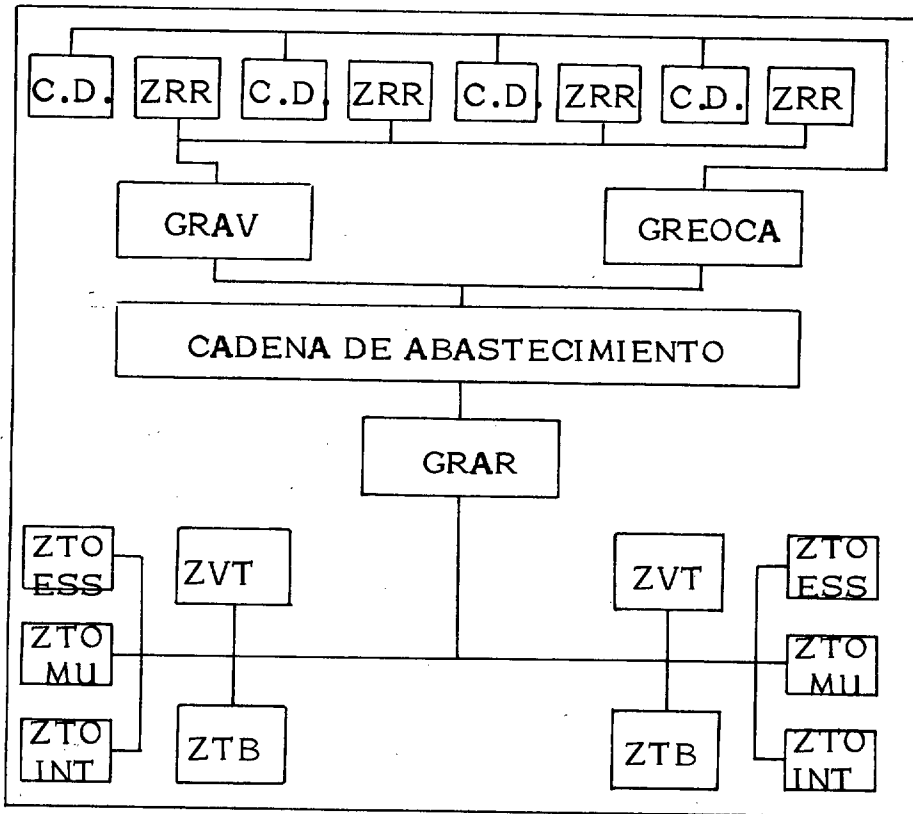 C.D. ZRR C.D. ZRR C.D. ZRR C.D. ZRR
GRAV GREOCA
CADENA DE ABASTECIMIENTO
GRAR
ZTO
ESS
ZVT
ZVT
ZTO
ESS
ZTO
MU
ZTO
MU
ZTO
INT
ZTB
ZTB
ZTO
INT